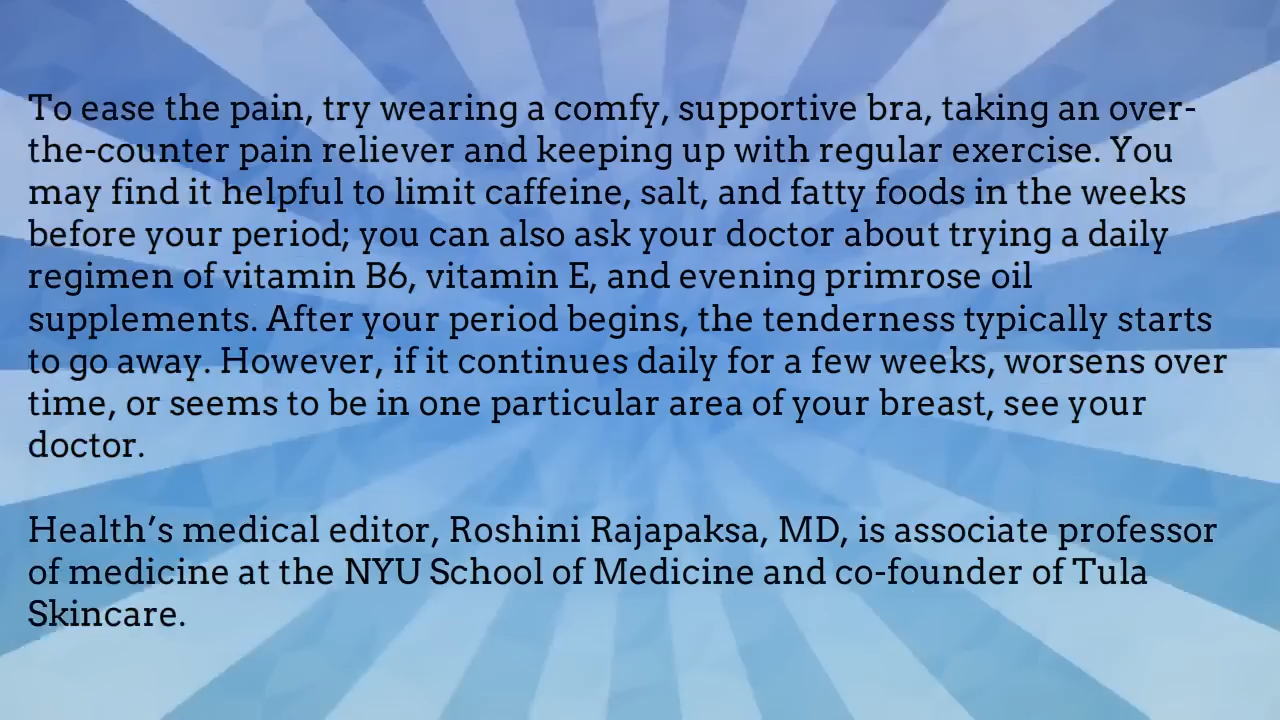 To ease the pain, try wearing a comfy, supportive bra, taking an over-
the-counter pain reliever and keeping up with regular exercise. You
may find it helpful to limit caffeine, salt, and fatty foods in the weeks
before your period; you can also ask your doctor about trying a daily
regimen of vitamin B6, vitamin E, and evening primrose oil
supplements. After your period begins, the tenderness typically starts
to go away. However, if it continues daily for a few weeks, worsens over
time, or seems to be in one particular area of your breast, see your
doctor.
Health’s medical editor, Roshini Rajapaksa, MD, is associate professor
of medicine at the NYU School of Medicine and co-founder of Tula
Skincare.